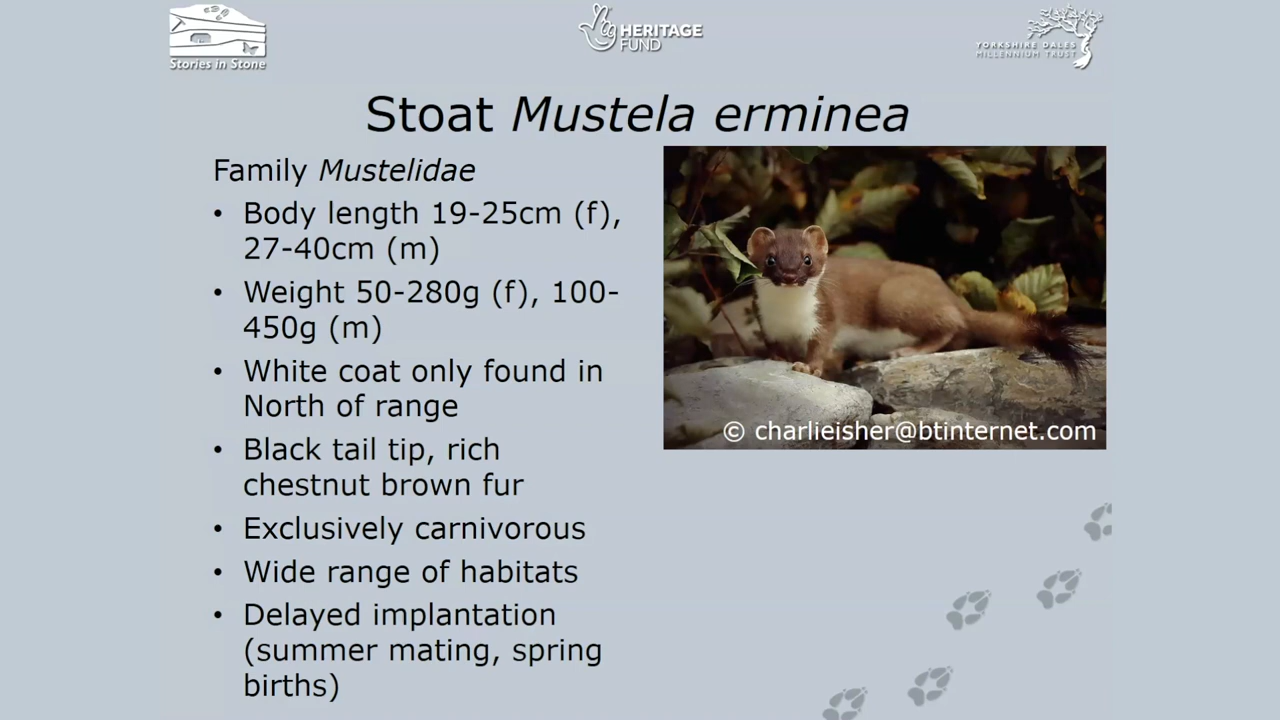 Stories in Stone
HERITAGE
FUND
YORKSHIRE DALES
MILLENNIUM TRUST
Stoat Mustela erminea
Family Mustelidae
• Body length 19-25cm (f),
27-40cm (m)
• Weight 50-280g (f), 100-
450g (m)
• White coat only found in
North of range
• Black tail tip, rich
chestnut brown fur
• Exclusively carnivorous
• Wide range of habitats
• Delayed implantation
(summer mating, spring
births)
© charlieisher@btinternet.com